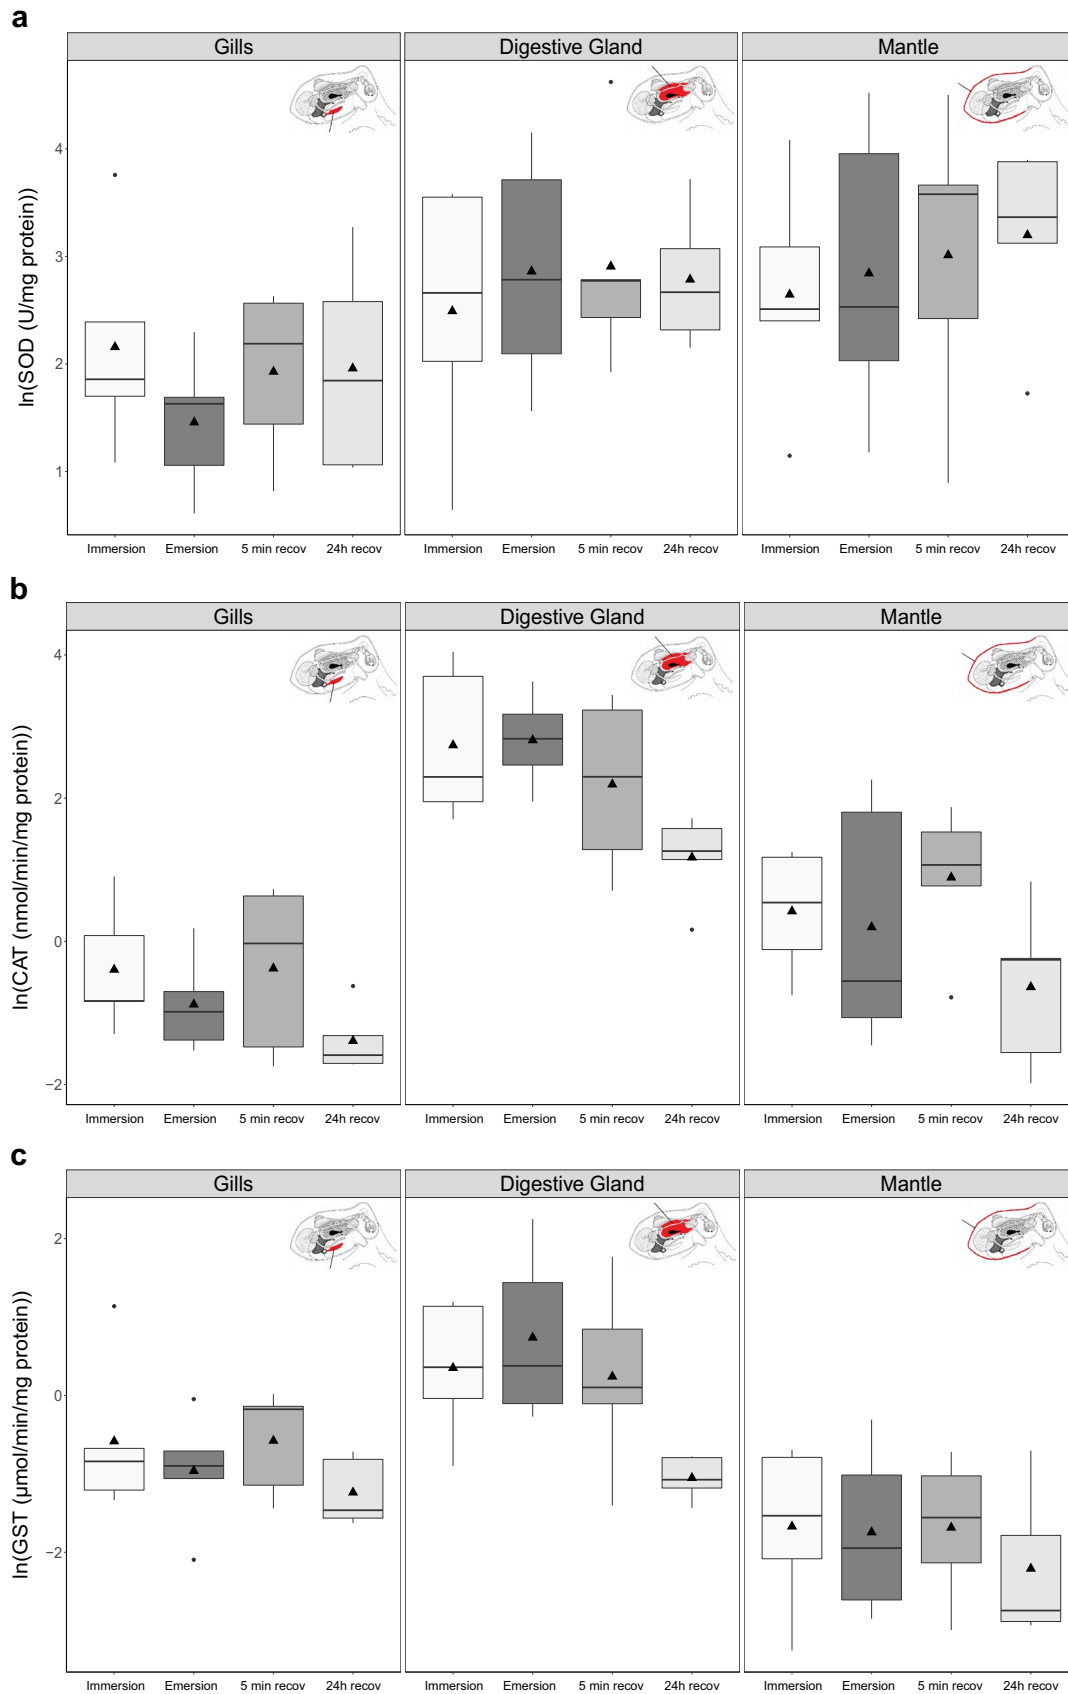 a
Gills Digestive Gland Mantle
ln(SOD (U/mg protein))
4
3
2
1
Immersion Emersion 5 min recov 24h recov Immersion Emersion 5 min recov 24h recov Immersion Emersion 5 min recov 24h recov
b
Gills Digestive Gland Mantle
ln(CAT (nmol/min/mg protein))
4
2
0
−2
Immersion Emersion 5 min recov 24h recov Immersion Emersion 5 min recov 24h recov Immersion Emersion 5 min recov 24h recov
c
Gills Digestive Gland Mantle
ln(GST (µmol/min/mg protein))
2
0
−2
Immersion Emersion 5 min recov 24h recov Immersion Emersion 5 min recov 24h recov Immersion Emersion 5 min recov 24h recov